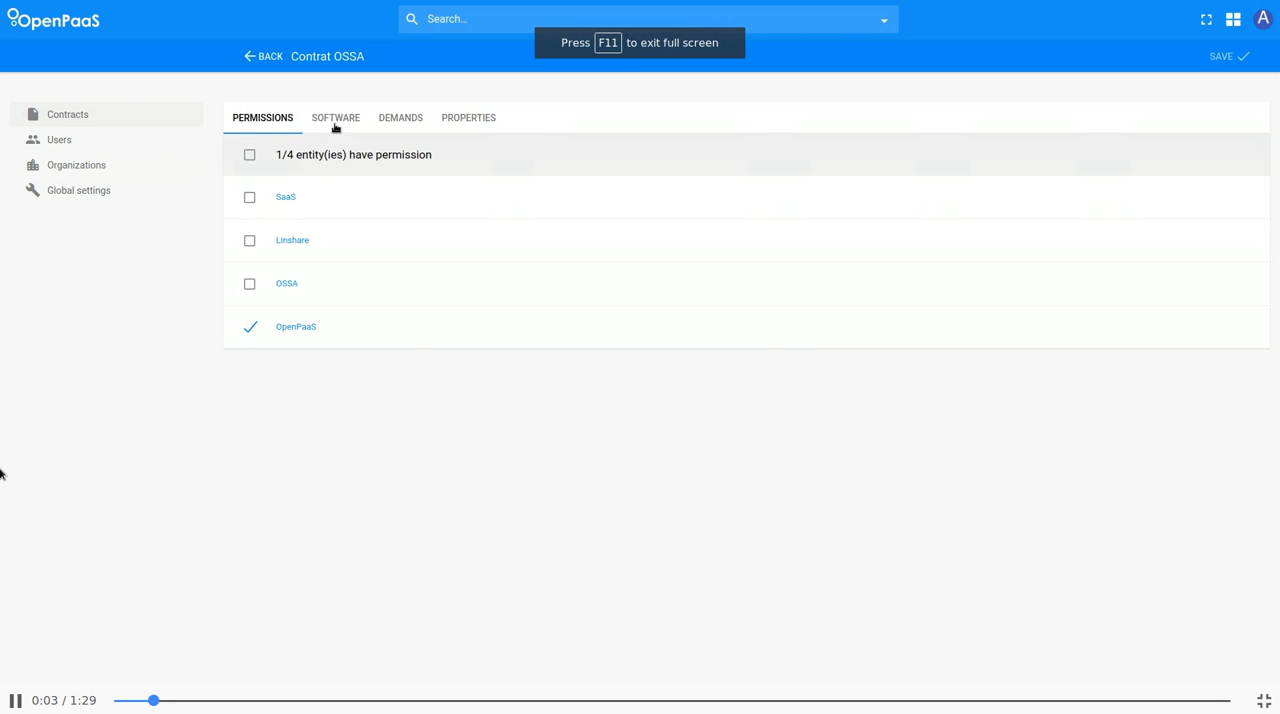 OpenPaaS
Search...
A
Press F11 to exit full screen
BACK Contrat OSSA
SAVE
Contracts
Users
Organizations
Global settings
PERMISSIONS SOFTWARE DEMANDS PROPERTIES
1/4 entity(ies) have permission
SaaS
Linshare
OSSA
OpenPaaS
0:03 / 1:29